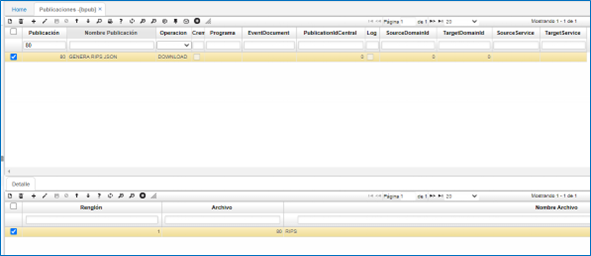 Home Publicaciones -[bpub] ×
Página 1 de 1 20 Mostrando 1 - 1 de 1
Publicación Nombre Publicación Operacion Crem Programa EventDocument PublicationIdCentral Log SourceDomainId TargetDomainId SourceService TargetService
80
80 GENERA RIPS JSON DOWNLOAD 0 0 0
Detalle
Página 1 de 1 20 Mostrando 1 - 1 de 1
Renglón Archivo Nombre Archivo
1 80 RIPS